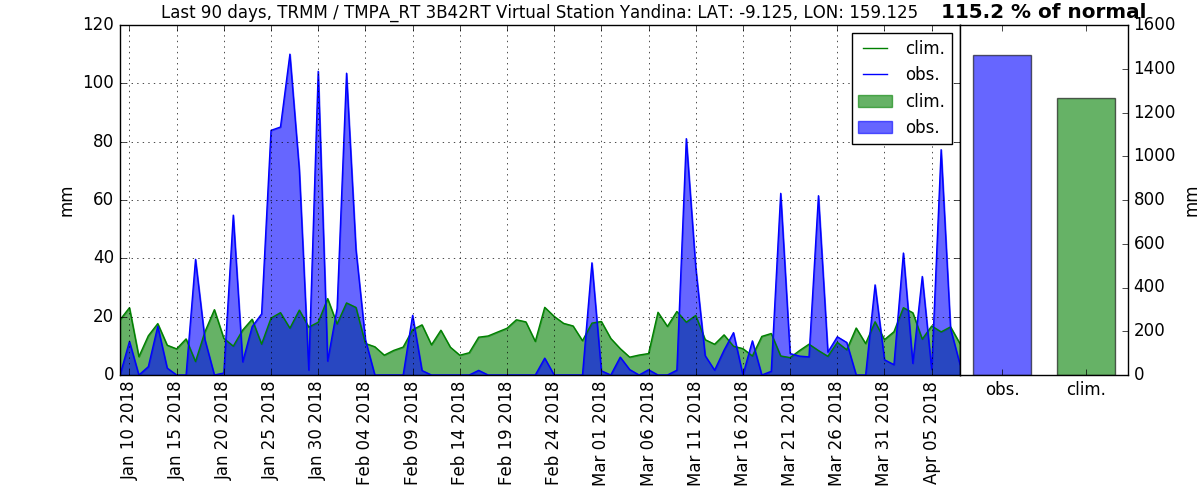 Last 90 days, TRMM / TMPA_RT 3B42RT Virtual Station Yandina: LAT: -9.125, LON: 159.125
115.2 % of normal
120
100
80
60
40
20
0
mm
clim.
obs.
clim.
obs.
1600
1400
1200
1000
800
600
400
200
0
mm
Jan 10 2018
Jan 15 2018
Jan 20 2018
Jan 25 2018
Jan 30 2018
Feb 04 2018
Feb 09 2018
Feb 14 2018
Feb 19 2018
Feb 24 2018
Mar 01 2018
Mar 06 2018
Mar 11 2018
Mar 16 2018
Mar 21 2018
Mar 26 2018
Mar 31 2018
Apr 05 2018
obs.
clim.